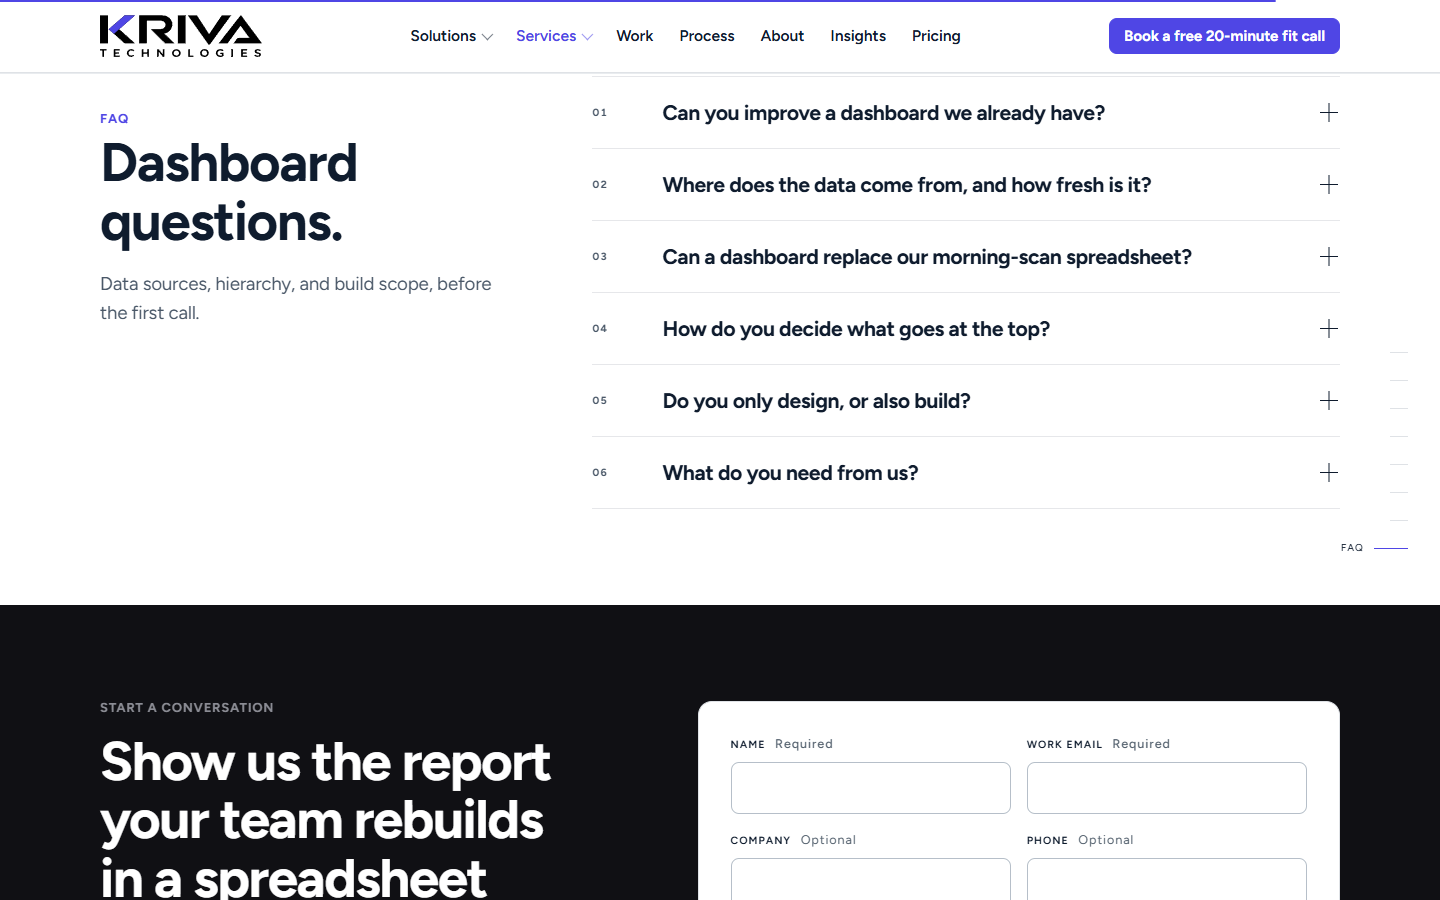 KRIVA
TECHNOLOGIES
Solutions
Services
Work
Process
About
Insights
Pricing
Book a free 20-minute fit call
FAQ
Dashboard
questions.
Data sources, hierarchy, and build scope, before
the first call.
01 Can you improve a dashboard we already have?
02 Where does the data come from, and how fresh is it?
03 Can a dashboard replace our morning-scan spreadsheet?
04 How do you decide what goes at the top?
05 Do you only design, or also build?
06 What do you need from us?
FAQ
START A CONVERSATION
Show us the report
your team rebuilds
in a spreadsheet
NAME Required
WORK EMAIL Required
COMPANY Optional
PHONE Optional